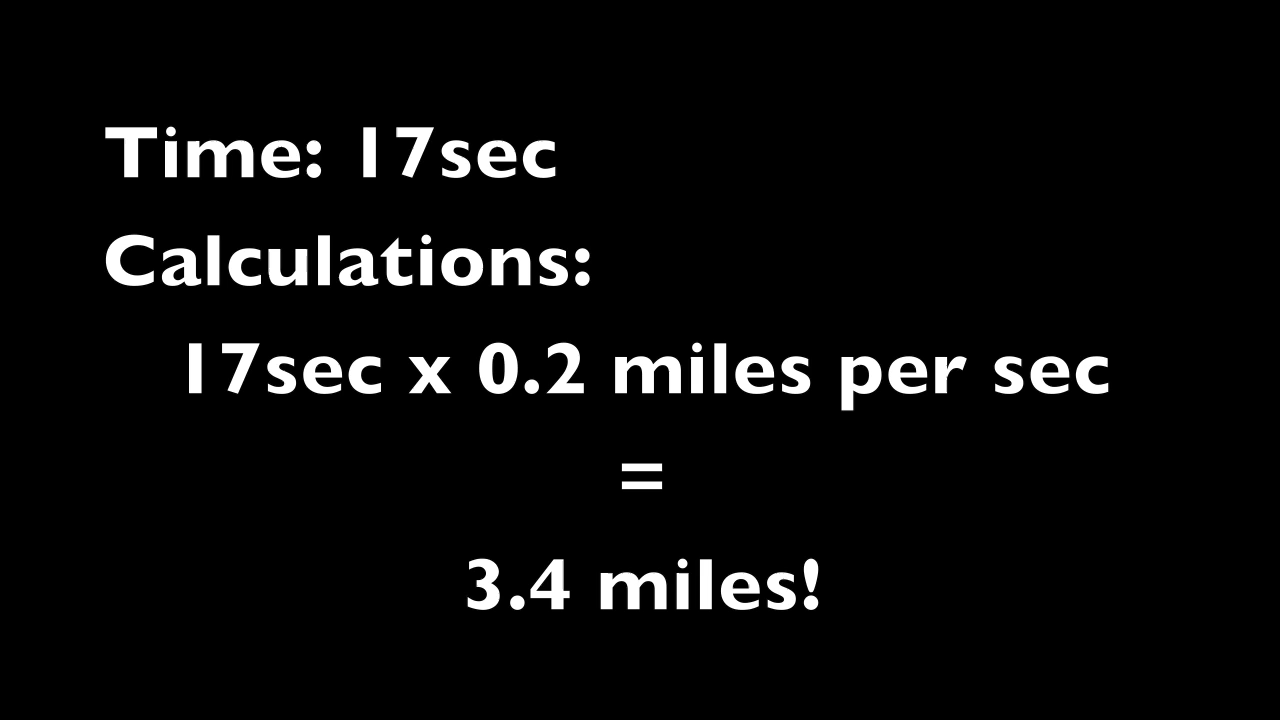 Time: 17sec
Calculations:
17sec x 0.2 miles per sec
=
3.4 miles!